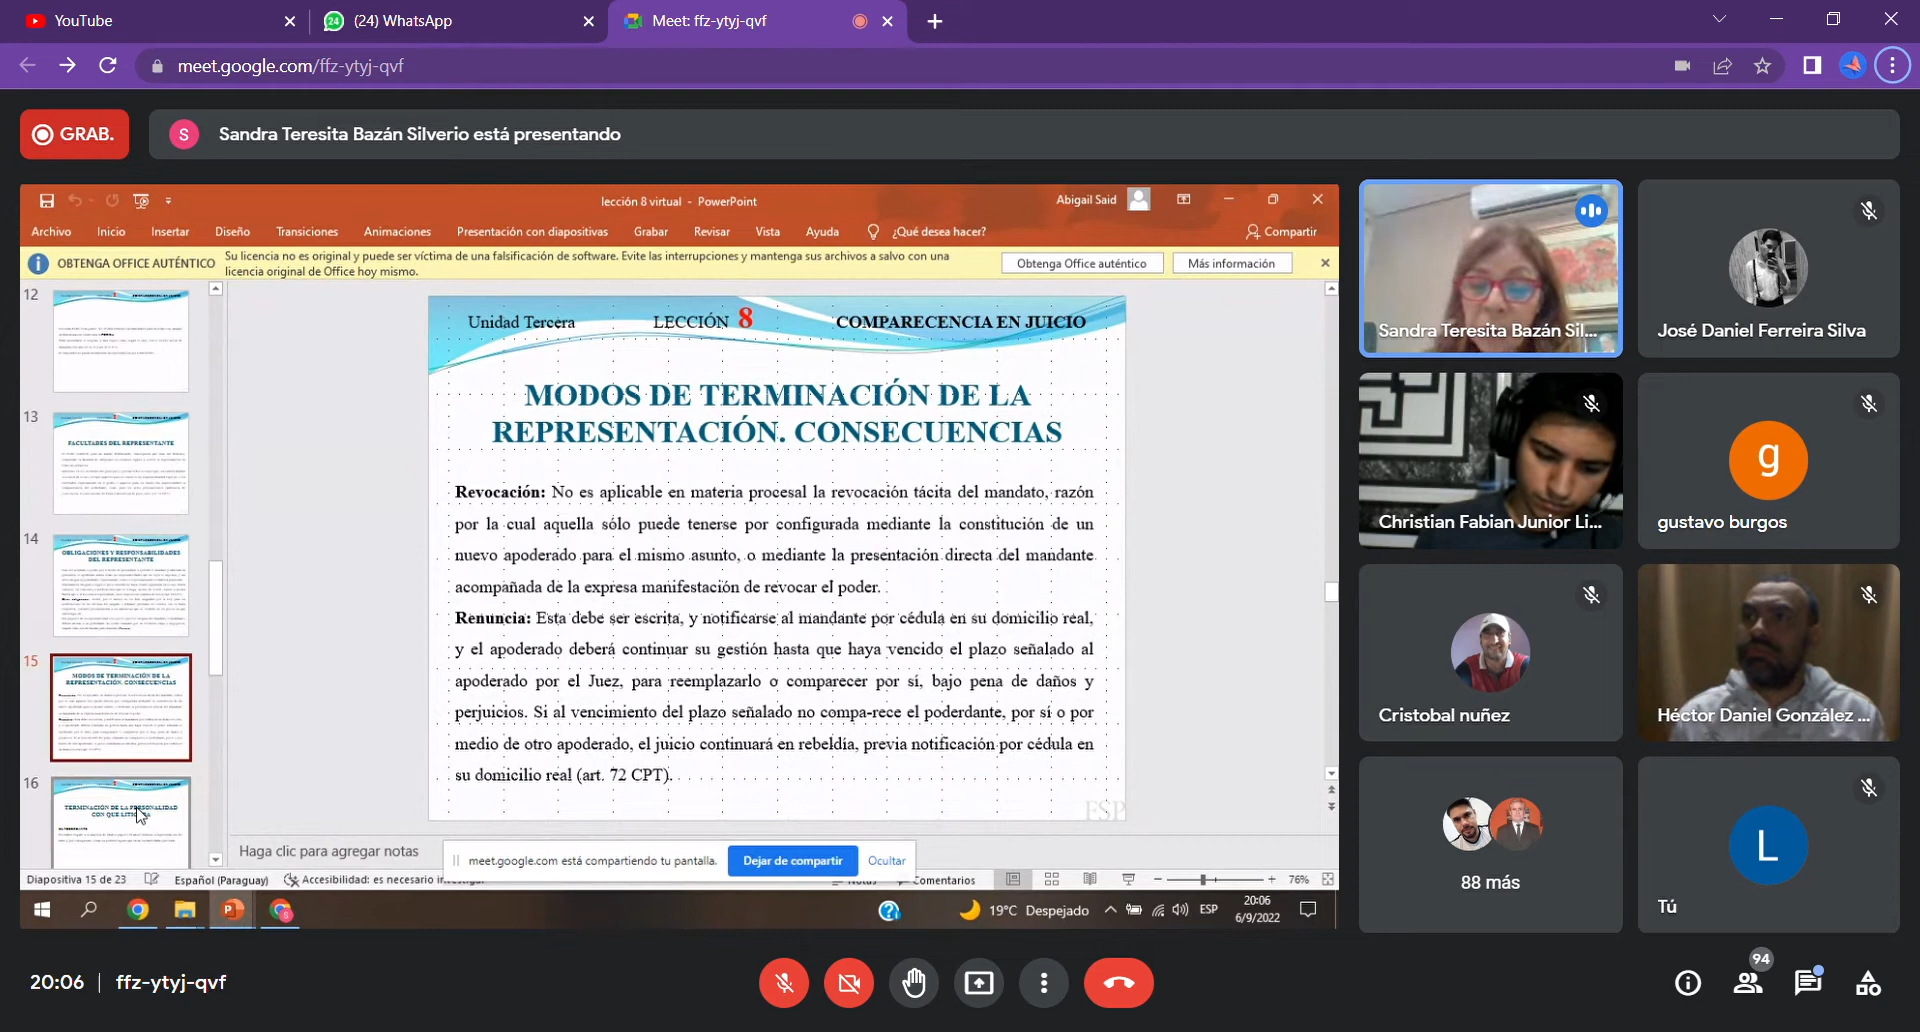 YouTube
(24) WhatsApp
Meet: ffz-ytyj-qvf
meet.google.com/ffz-ytyj-qvf
GRAB.
S
Sandra Teresita Bazán Silverio está presentando
lección 8 virtual - PowerPoint
Abigail Said
Archivo
Inicio
Insertar
Diseño
Transiciones
Animaciones
Presentación con diapositivas
Grabar
Revisar
Vista
Ayuda
¿Qué desea hacer?
Compartir
OBTENGA OFFICE AUTÉNTICO
Su licencia no es original y puede ser víctima de una falsificación de software. Evite las interrupciones y mantenga sus archivos a salvo con una
licencia original de Office hoy mismo.
Obtenga Office auténtico
Más información
12
13
FACULTADES DEL REPRESENTANTE
14
OBLIGACIONES Y RESPONSABILIDADES
DEL REPRESENTANTE
15
MODOS DE TERMINACIÓN DE LA
REPRESENTACIÓN. CONSECUENCIAS
16
TERMINACIÓN DE LA PERSONALIDAD
Unidad Tercera LECCIÓN 8 COMPARECENCIA EN JUICIO
MODOS DE TERMINACIÓN DE LA
REPRESENTACIÓN. CONSECUENCIAS
Revocación: No es aplicable en materia procesal la revocación tácita del mandato, razón
por la cual aquella sólo puede tenerse por configurada mediante la constitución de un
nuevo apoderado para el mismo asunto, o mediante la presentación directa del mandante
acompañada de la expresa manifestación de revocar el poder.
Renuncia: Esta debe ser escrita, y notificarse al mandante por cédula en su domicilio real,
y el apoderado deberá continuar su gestión hasta que haya vencido el plazo señalado al
apoderado por el Juez, para reemplazarlo o comparecer por sí, bajo pena de daños y
perjuicios. Si al vencimiento del plazo señalado no compa-rece el poderdante, por sí o por
medio de otro apoderado, el juicio continuará en rebeldía, previa notificación por cédula en
su domicilio real (art. 72 CPT).
ESP
Haga clic para agregar notas
meet.google.com está compartiendo tu pantalla.
Dejar de compartir
Ocultar
Diapositiva 15 de 23
Español (Paraguay)
Accesibilidad: es necesario investigar
Notas
Comentarios
76%
19°C Despejado
ESP
20:06
6/9/2022
Sandra Teresita Bazán Sil...
José Daniel Ferreira Silva
Christian Fabian Junior Li...
g
gustavo burgos
Cristobal nuñez
Héctor Daniel González ...
88 más
L
Tú
20:06 | ffz-ytyj-qvf
94